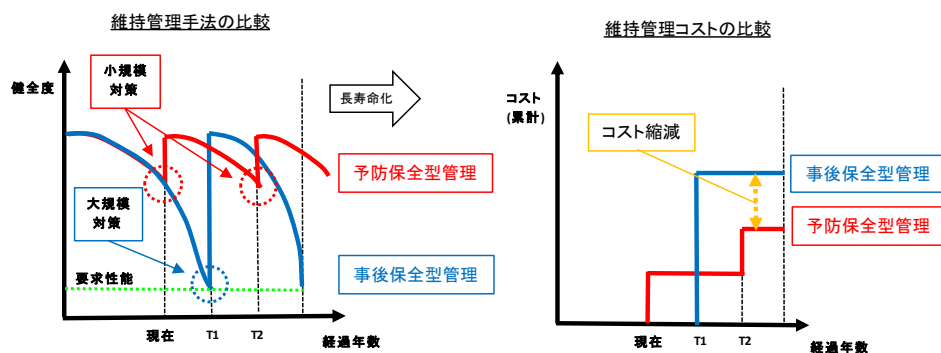 維持管理手法の比較
健全度
小規模
対策
大規模
対策
要求性能
現在
T1
T2
経過年数
長寿命化
予防保全型管理
事後保全型管理
維持管理コストの比較
コスト
(累計)
コスト縮減
事後保全型管理
予防保全型管理
現在
T1
T2
経過年数